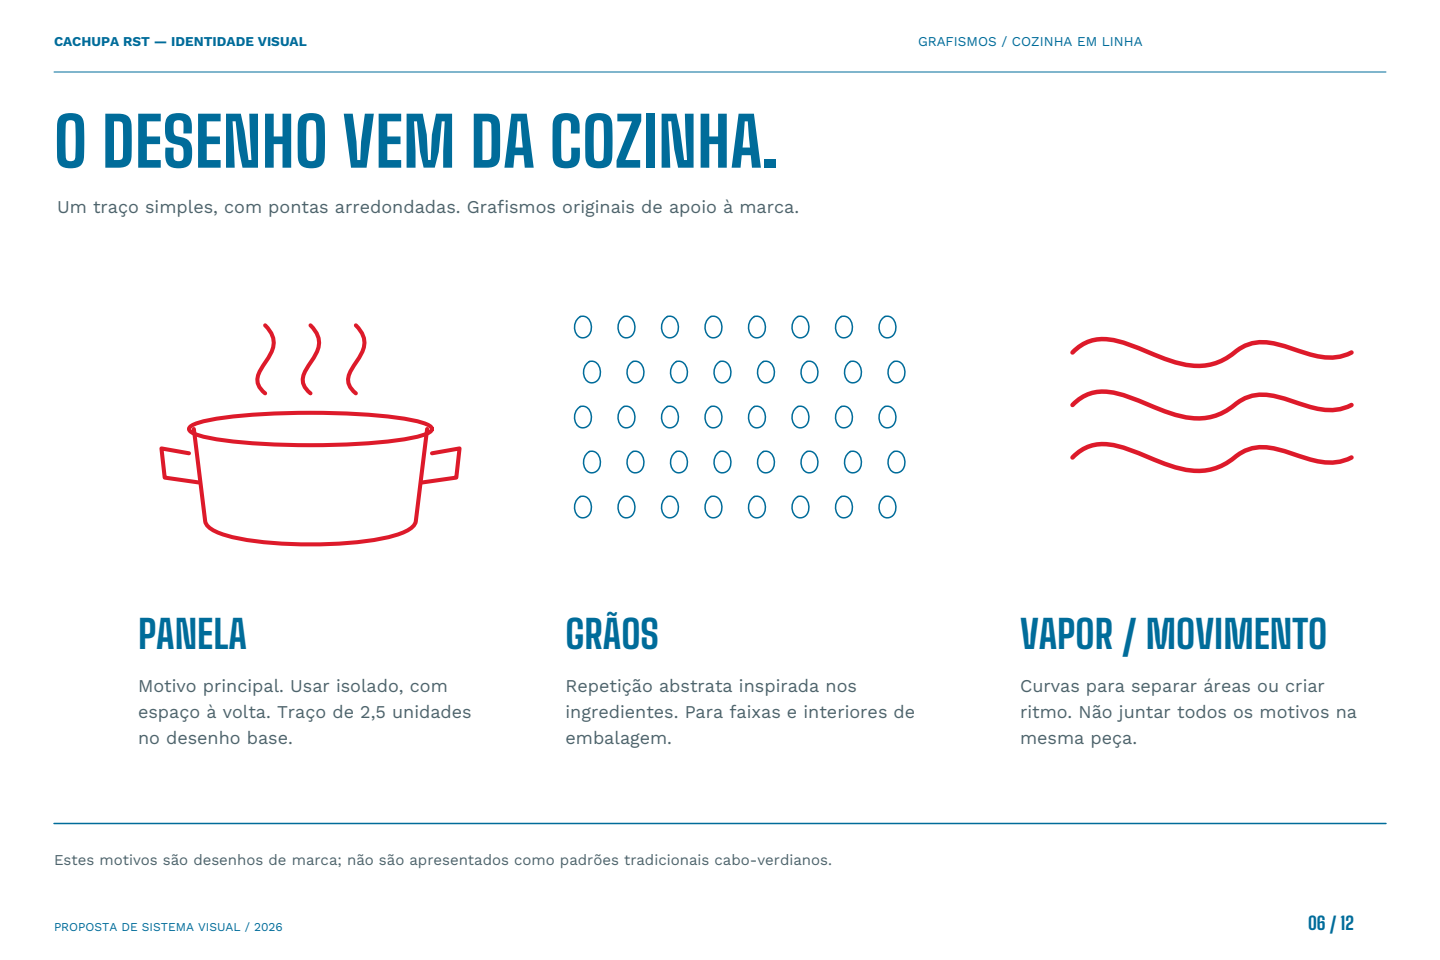 CACHUPA RST — IDENTIDADE VISUAL
GRAFISMOS / COZINHA EM LINHA
O DESENHO VEM DA COZINHA.
Um traço simples, com pontas arredondadas. Grafismos originais de apoio à marca.
PANELA
Motivo principal. Usar isolado, com
espaço à volta. Traço de 2,5 unidades
no desenho base.
GRÃOS
Repetição abstrata inspirada nos
ingredientes. Para faixas e interiores de
embalagem.
VAPOR / MOVIMENTO
Curvas para separar áreas ou criar
ritmo. Não juntar todos os motivos na
mesma peça.
Estes motivos são desenhos de marca; não são apresentados como padrões tradicionais cabo-verdianos.
PROPOSTA DE SISTEMA VISUAL / 2026
06 / 12